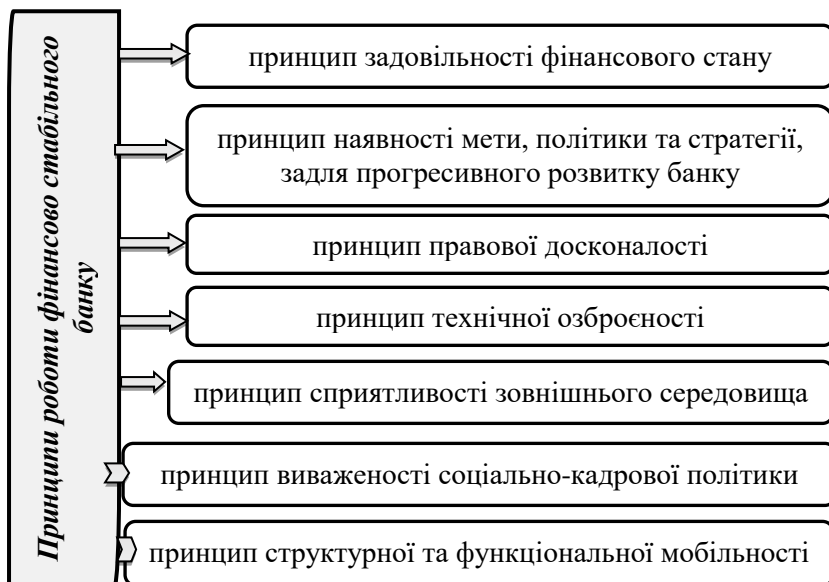 Принципи роботи фінансово стабільного
банку
принцип задовільності фінансового стану
принцип наявності мети, політики та стратегії,
задля прогресивного розвитку банку
принцип правової досконалості
принцип технічної озброєності
принцип сприятливості зовнішнього середовища
принцип виваженості соціально-кадрової політики
принцип структурної та функціональної мобільності